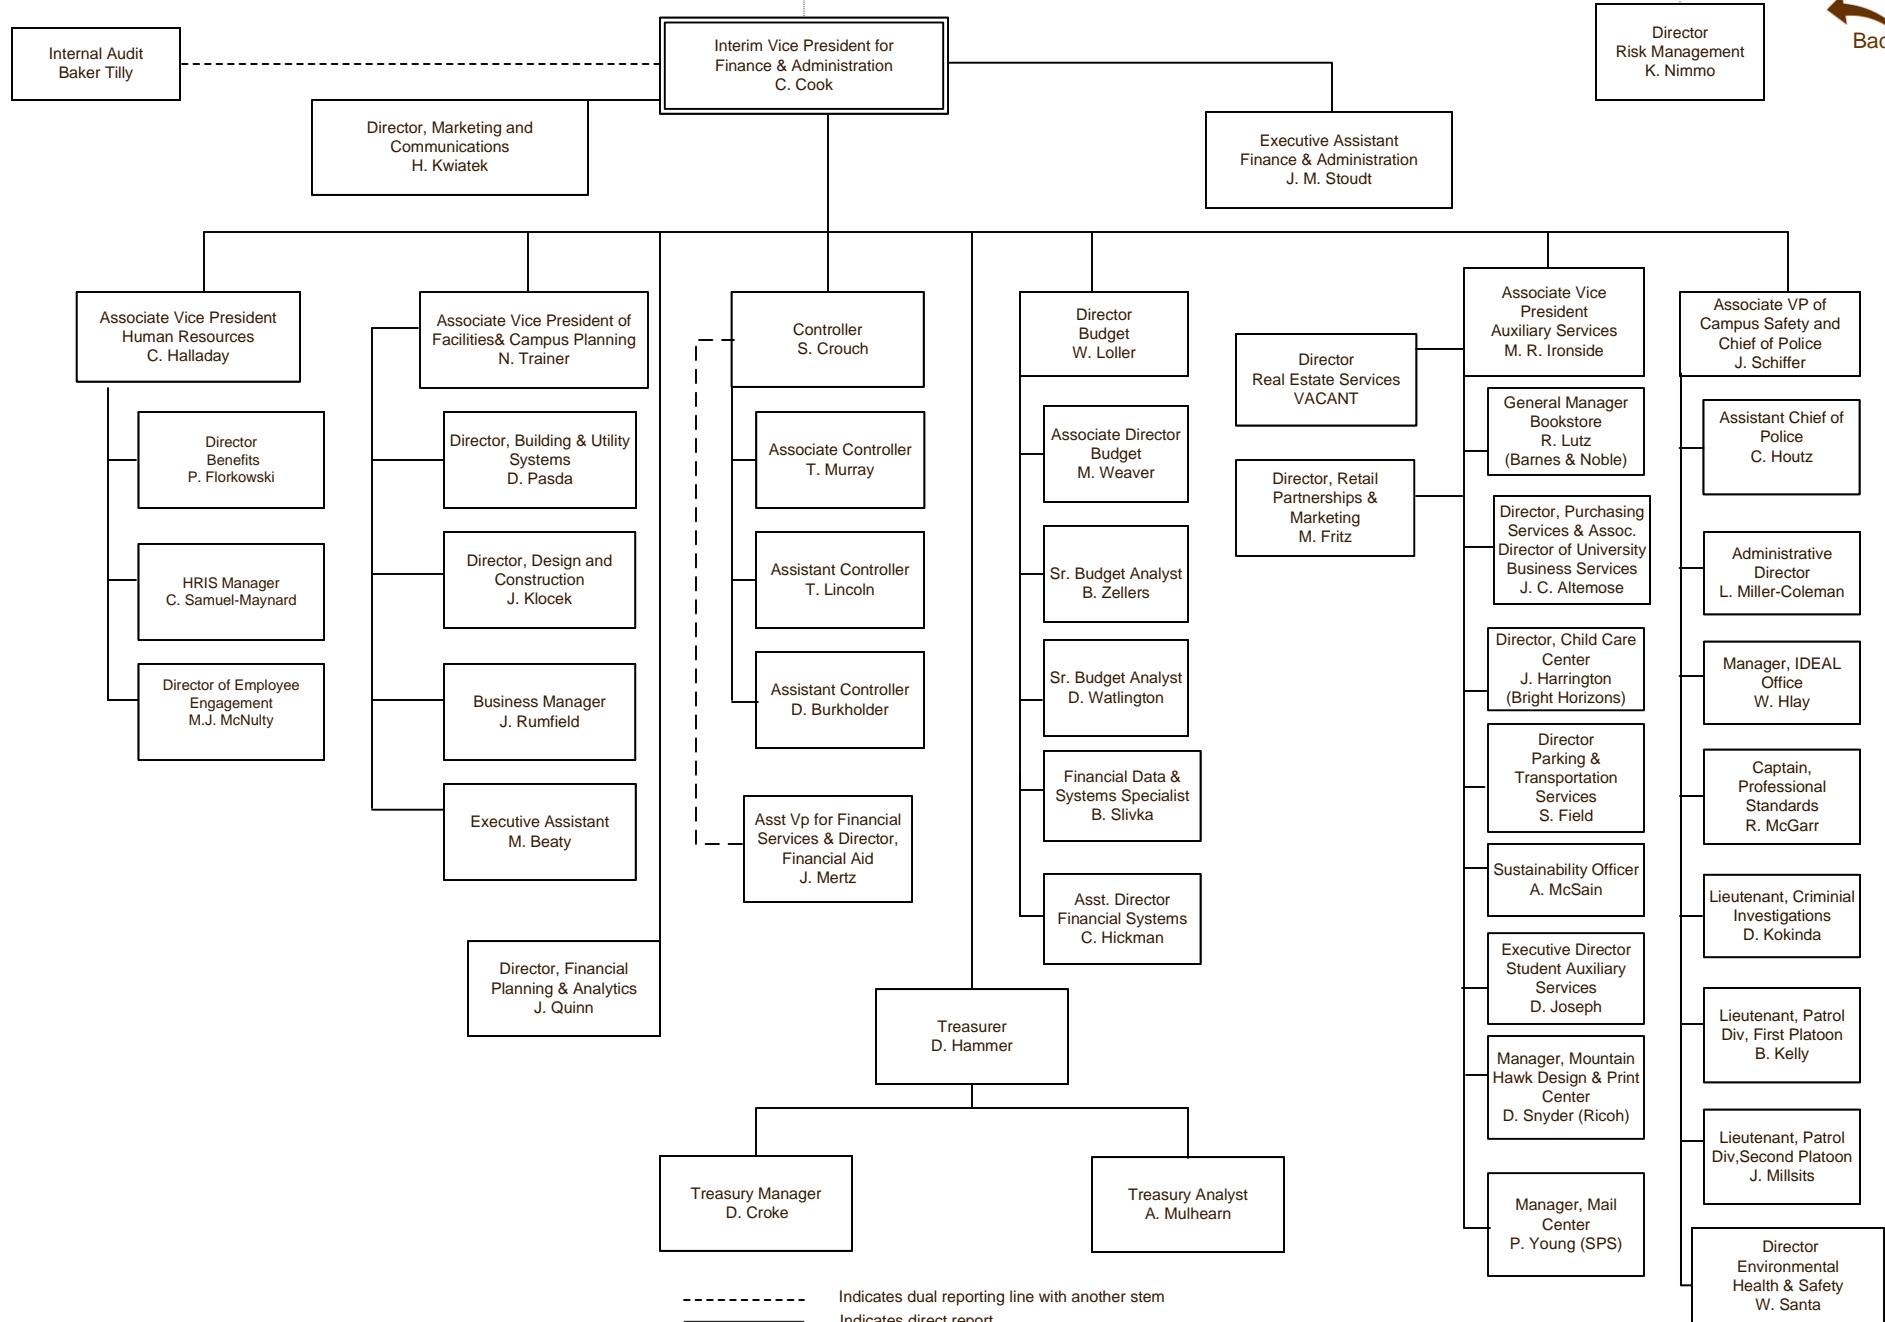 Internal Audit
Baker Tilly
Interim Vice President for
Finance & Administration
C. Cook
Director
Risk Management
K. Nimmo
Director, Marketing and
Communications
H. Kwiatek
Executive Assistant
Finance & Administration
J. M. Stoudt
Associate Vice President
Human Resources
C. Halladay
Director
Benefits
P. Florkowski
HRIS Manager
C. Samuel-Maynard
Director of Employee
Engagement
M.J. McNulty
Associate Vice President of
Facilities& Campus Planning
N. Trainer
Director, Building & Utility
Systems
D. Pasda
Director, Design and
Construction
J. Klocek
Business Manager
J. Rumfield
Executive Assistant
M. Beaty
Director, Financial
Planning & Analytics
J. Quinn
Controller
S. Crouch
Associate Controller
T. Murray
Assistant Controller
T. Lincoln
Assistant Controller
D. Burkholder
Asst Vp for Financial
Services & Director,
Financial Aid
J. Mertz
Treasurer
D. Hammer
Treasury Manager
D. Croke
Treasury Analyst
A. Mulhearn
Director
Budget
W. Loller
Associate Director
Budget
M. Weaver
Sr. Budget Analyst
B. Zellers
Sr. Budget Analyst
D. Watlington
Financial Data &
Systems Specialist
B. Slivka
Asst. Director
Financial Systems
C. Hickman
Associate Vice
President
Auxiliary Services
M. R. Ironside
Director
Real Estate Services
VACANT
Director, Retail
Partnerships &
Marketing
M. Fritz
General Manager
Bookstore
R. Lutz
(Barnes & Noble)
Director, Purchasing
Services & Assoc.
Director of University
Business Services
J. C. Altemose
Director, Child Care
Center
J. Harrington
(Bright Horizons)
Director
Parking &
Transportation
Services
S. Field
Sustainability Officer
A. McSain
Executive Director
Student Auxiliary
Services
D. Joseph
Manager, Mountain
Hawk Design & Print
Center
D. Snyder (Ricoh)
Manager, Mail
Center
P. Young (SPS)
Associate VP of
Campus Safety and
Chief of Police
J. Schiffer
Assistant Chief of
Police
C. Houtz
Administrative
Director
L. Miller-Coleman
Manager, IDEAL
Office
W. Hlay
Captain,
Professional
Standards
R. McGarr
Lieutenant, Criminial
Investigations
D. Kokinda
Lieutenant, Patrol
Div, First Platoon
B. Kelly
Lieutenant, Patrol
Div,Second Platoon
J. Millsits
Director
Environmental
Health & Safety
W. Santa
Indicates dual reporting line with another stem
Indicates direct report